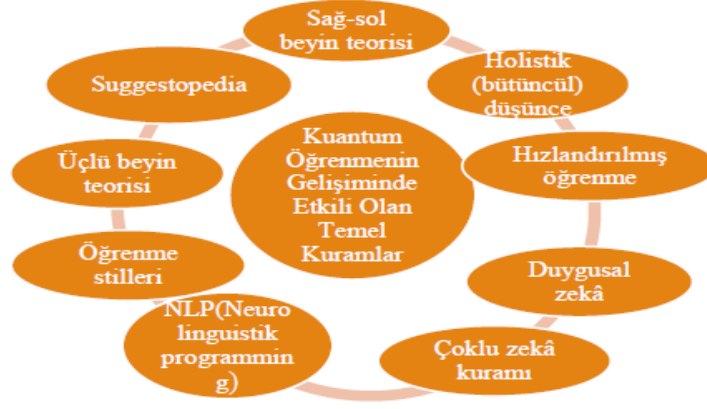 Sağ-sol
beyin teorisi
Holistik
(bütüncül)
düşünce
Hızlandırılmış
öğrenme
Duygusal
zekâ
Çoklu zekâ
kuramı
NLP(Neuro
linguistik
programmin
g)
Öğrenme
stilleri
Üçlü beyin
teorisi
Suggestopedia
Kuantum
Öğrenmenin
Gelişiminde
Etkili Olan
Temel
Kuramlar